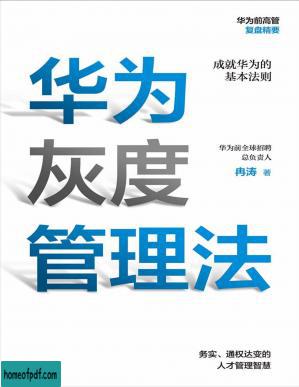 华为前高管
复盘精要
成就华为的
基本法则
华为
灰度
管理法
华为前全球招聘
总负责人
冉涛 著
务实、通权达变的
人才管理智慧
homeofpdf.com